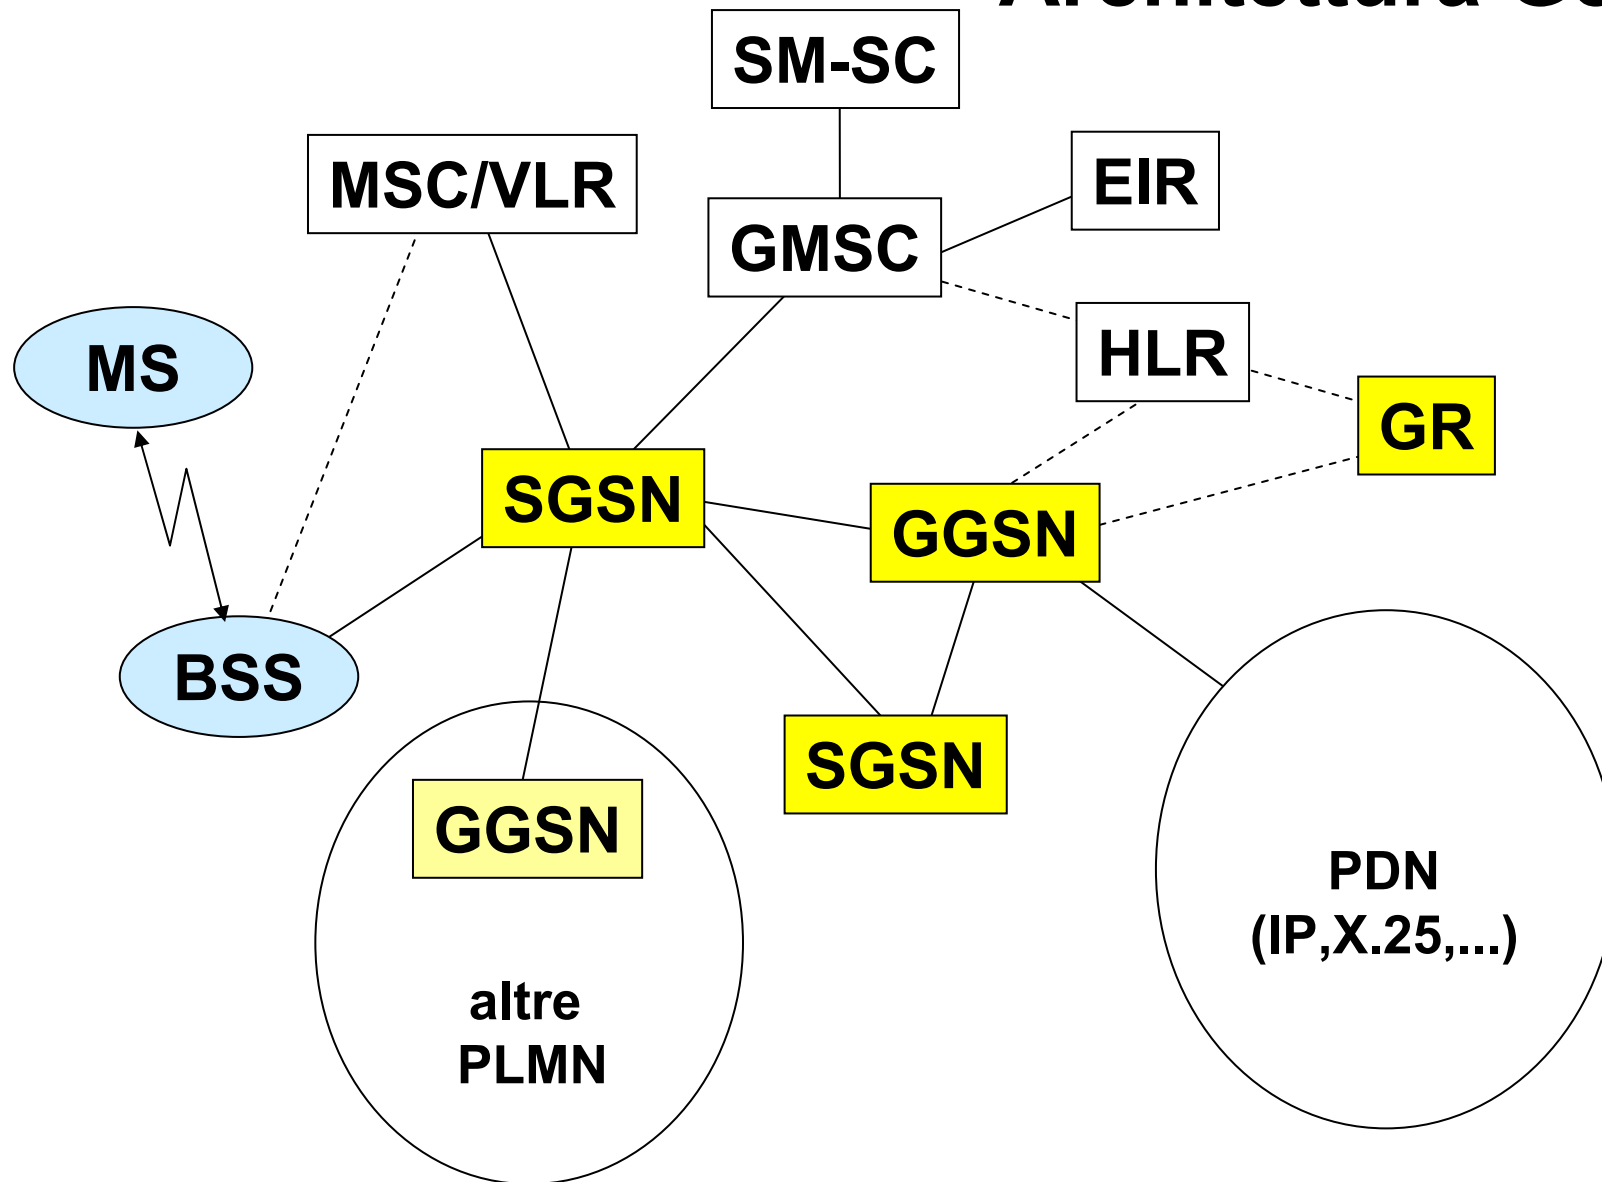 Architettura
SM-SC
MSC/VLR
EIR
GMSC
HLR
MS
GR
SGSN
GGSN
BSS
SGSN
GGSN
PDN
(IP,X.25,...)
altre
PLMN